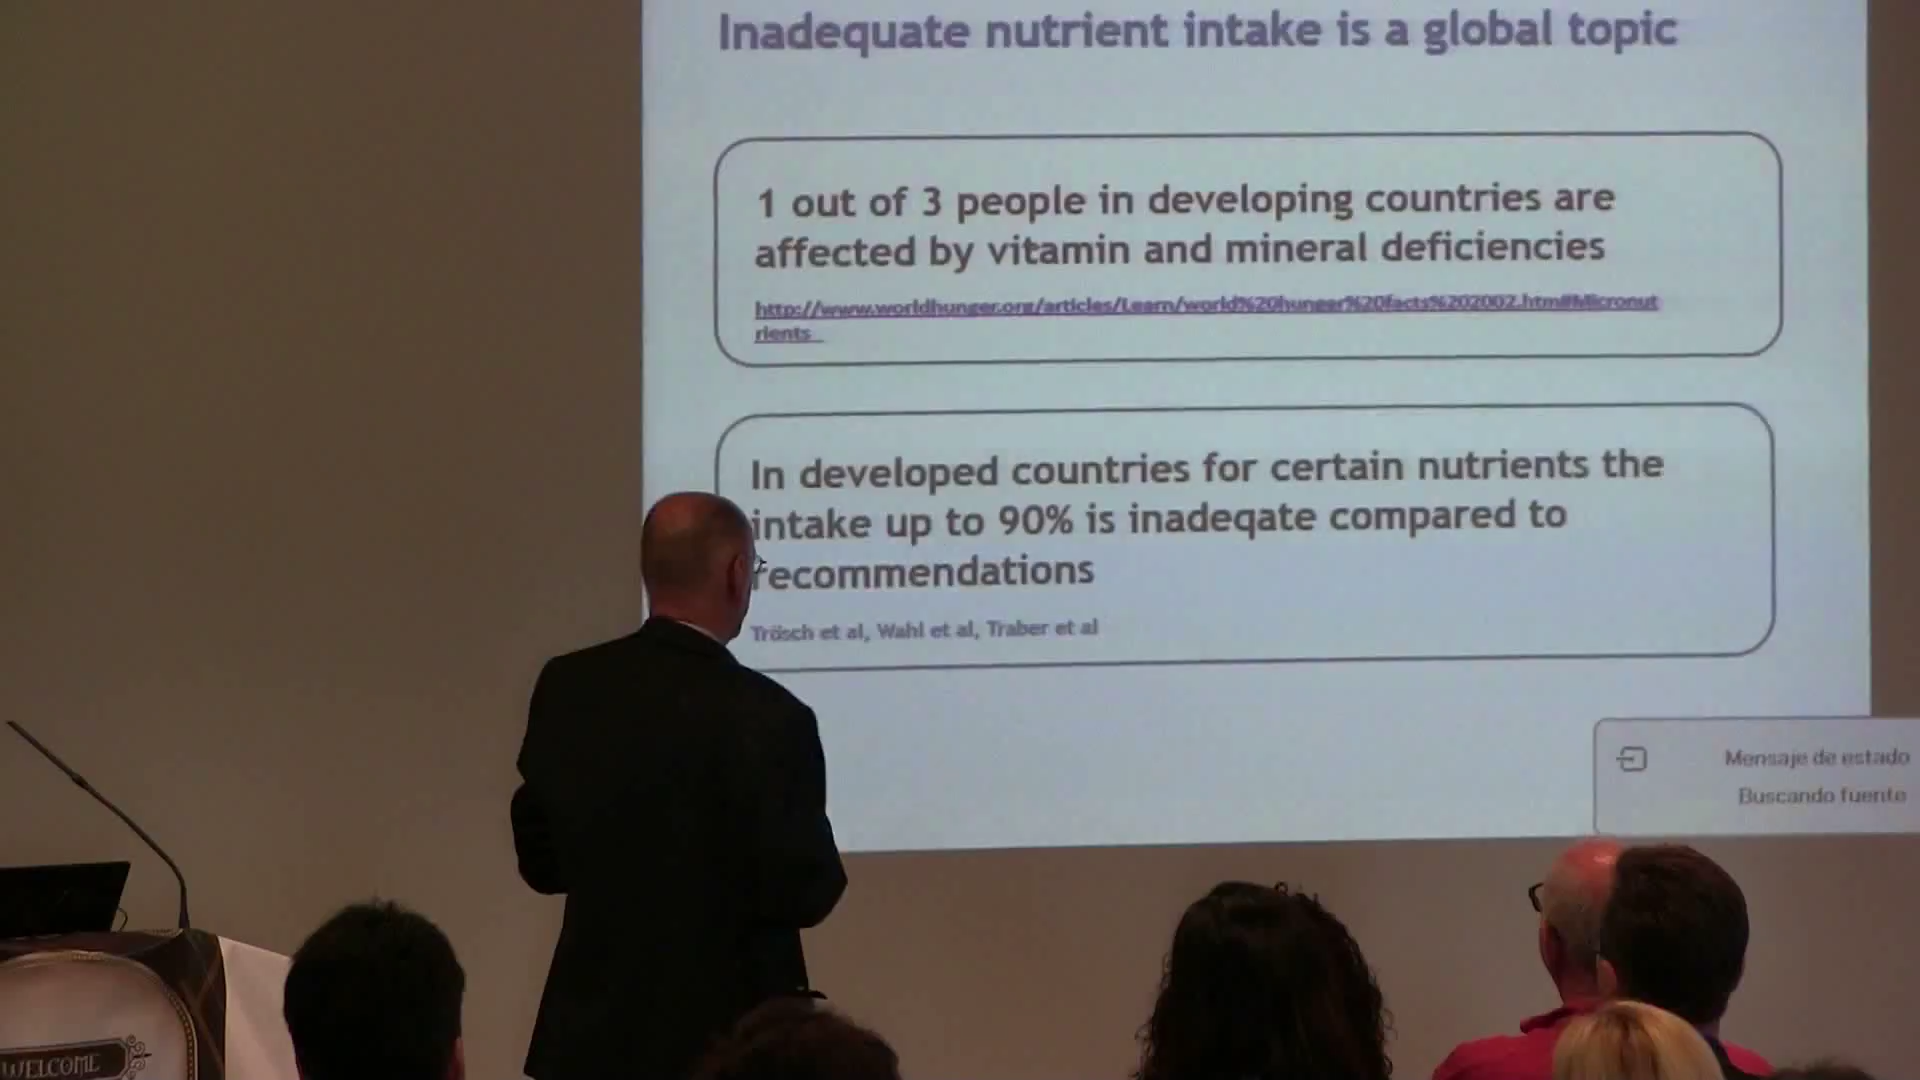 Inadequate nutrient intake is a global topic
1 out of 3 people in developing countries are
affected by vitamin and mineral deficiencies
http://www.worldhunger.org/articles/Learn/world%20hunger%20facts%202002.htm#Micronut
rients
In developed countries for certain nutrients the
intake up to 90% is inadeqate compared to
recommendations
Trösch et al, Wahl et al, Traber et al
Mensaje de estado
Buscando fuente
WELCOME